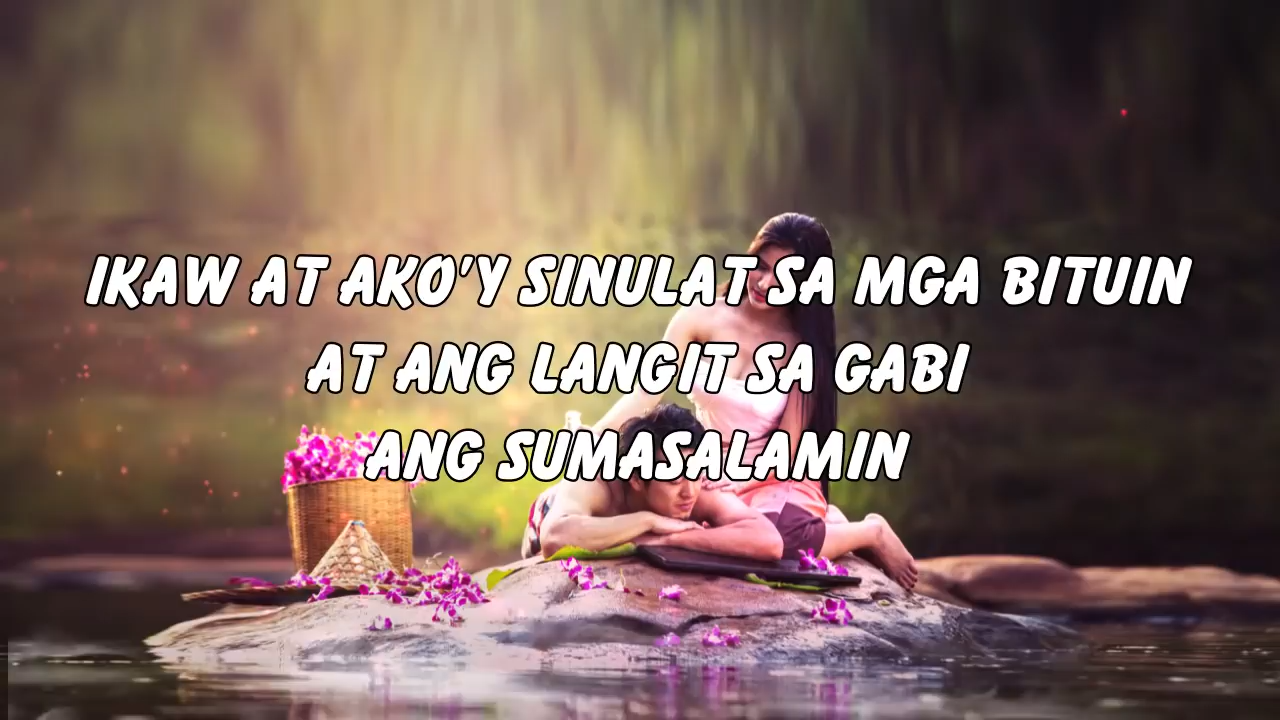 IKAW AT AKO'Y SINULAT SA MGA BITUIN
AT ANG LANGIT SA GABI
ANG SUMASALAMIN